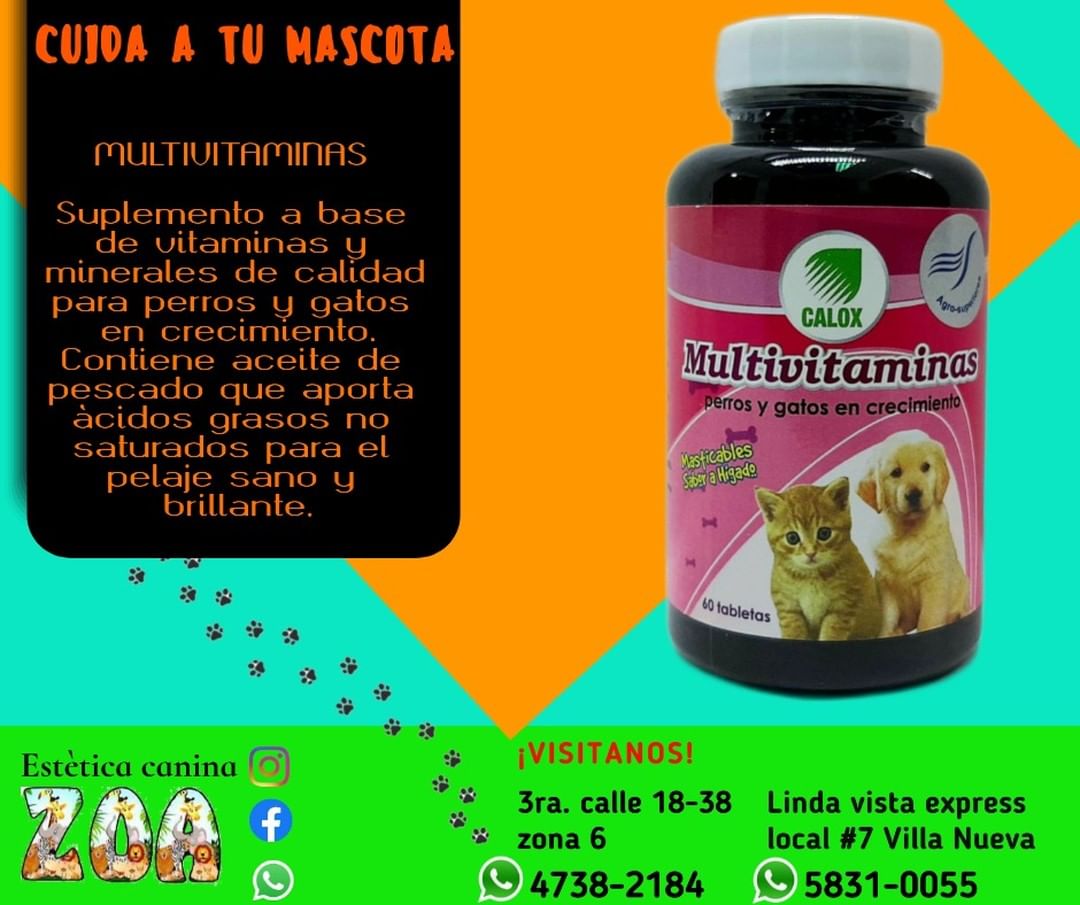 CUIDA A TU MASCOTA
MULTIVITAMINAS
Suplemento a base
de vitaminas y
minerales de calidad
para perros y gatos
en crecimiento.
Contiene aceite de
pescado que aporta
àcidos grasos no
saturados para el
pelaje sano y
brillante.
CALOX
Agro-superiores
Multivitaminas
perros y gatos en crecimiento
Masticables
Sabor a Hígado
60 tabletas
Estètica canina
ZOA
¡VISITANOS!
3ra. calle 18-38
zona 6
4738-2184
Linda vista express
local #7 Villa Nueva
5831-0055